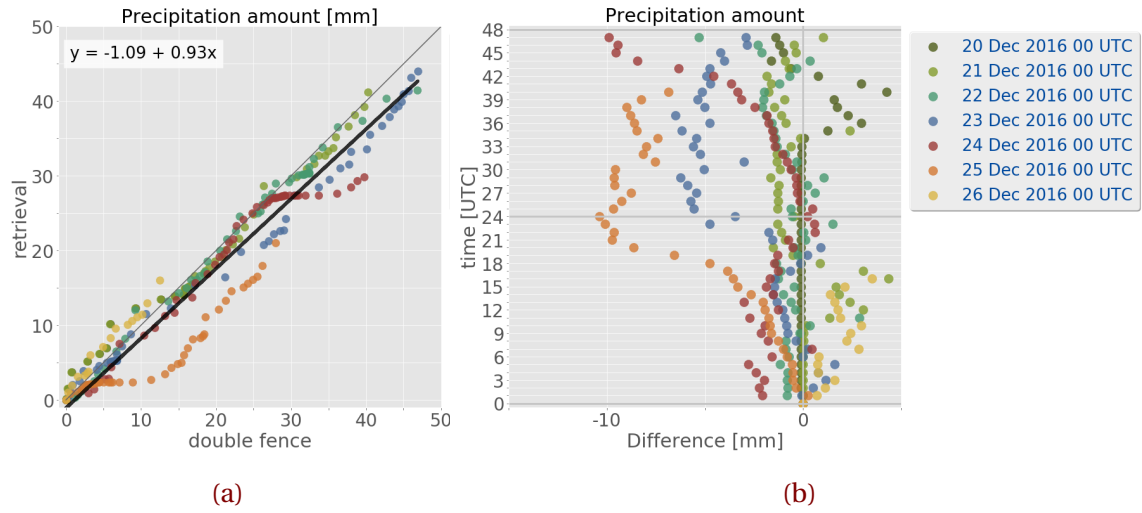 Precipitation amount [mm]
y = -1.09 + 0.93x
50
40
30
20
10
0
retrieval
0 10 20 30 40 50
double fence
(a)
Precipitation amount
48
45
42
39
36
33
30
27
24
21
18
15
12
9
6
3
0
time [UTC]
-10 0
Difference [mm]
(b)
20 Dec 2016 00 UTC
21 Dec 2016 00 UTC
22 Dec 2016 00 UTC
23 Dec 2016 00 UTC
24 Dec 2016 00 UTC
25 Dec 2016 00 UTC
26 Dec 2016 00 UTC